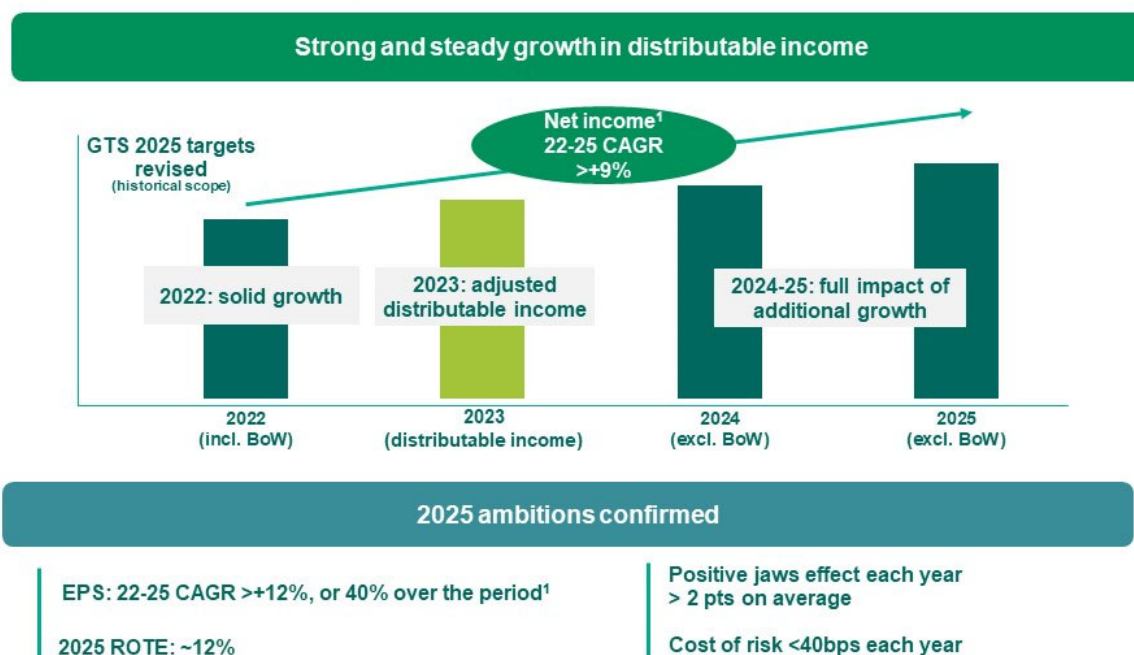 Strong and steady growth in distributable income
GTS 2025 targets
revised
(historical scope)
Net income¹
22-25 CAGR
>+9%
2022: solid growth
2023: adjusted
distributable income
2024-25: full impact of
additional growth
2022
(incl. BoW)
2023
(distributable income)
2024
(excl. BoW)
2025
(excl. BoW)
2025 ambitions confirmed
EPS: 22-25 CAGR >+12%, or 40% over the period¹
2025 ROTE: ~12%
Positive jaws effect each year
> 2 pts on average
Cost of risk <40bps each year